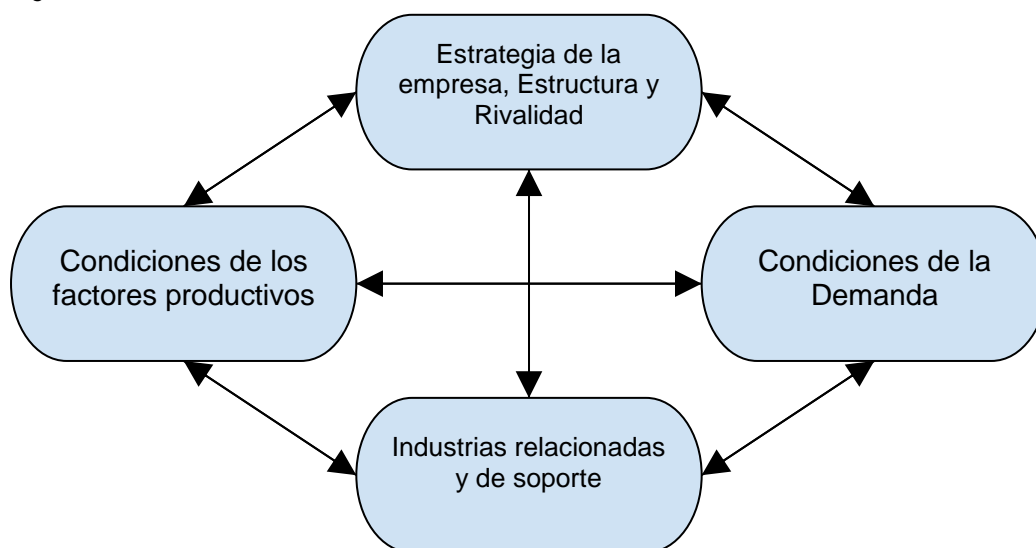 Estrategia de la
empresa, Estructura y
Rivalidad
Condiciones de los
factores productivos
Condiciones de la
Demanda
Industrias relacionadas
y de soporte